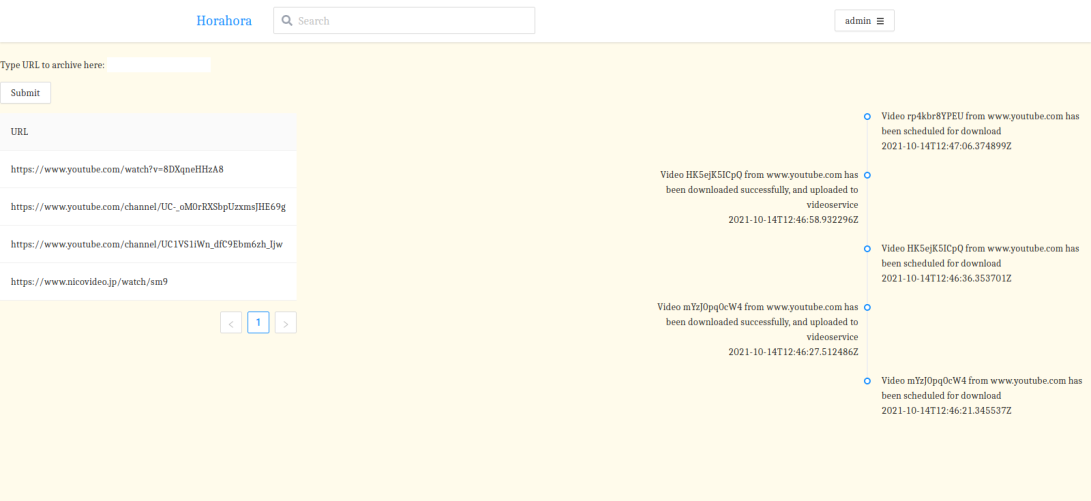 Horahora
Search
admin
Type URL to archive here:
Submit
URL
https://www.youtube.com/watch?v=8DXqneHHzA8
https://www.youtube.com/channel/UC-_oM0rRXSbpUzxmsJHE69g
https://www.youtube.com/channel/UC1VS1iWn_dfC9Ebm6zh_Ijw
https://www.nicovideo.jp/watch/sm9
<
1
>
Video rp4kbr8YPEU from www.youtube.com has
been scheduled for download
2021-10-14T12:47:06.374899Z
Video HK5ejK5ICpQ from www.youtube.com has
been downloaded successfully, and uploaded to
videoservice
2021-10-14T12:46:58.932296Z
Video HK5ejK5ICpQ from www.youtube.com has
been scheduled for download
2021-10-14T12:46:36.353701Z
Video mYzJ0pq0cW4 from www.youtube.com has
been downloaded successfully, and uploaded to
videoservice
2021-10-14T12:46:27.512486Z
Video mYzJ0pq0cW4 from www.youtube.com has
been scheduled for download
2021-10-14T12:46:21.345537Z